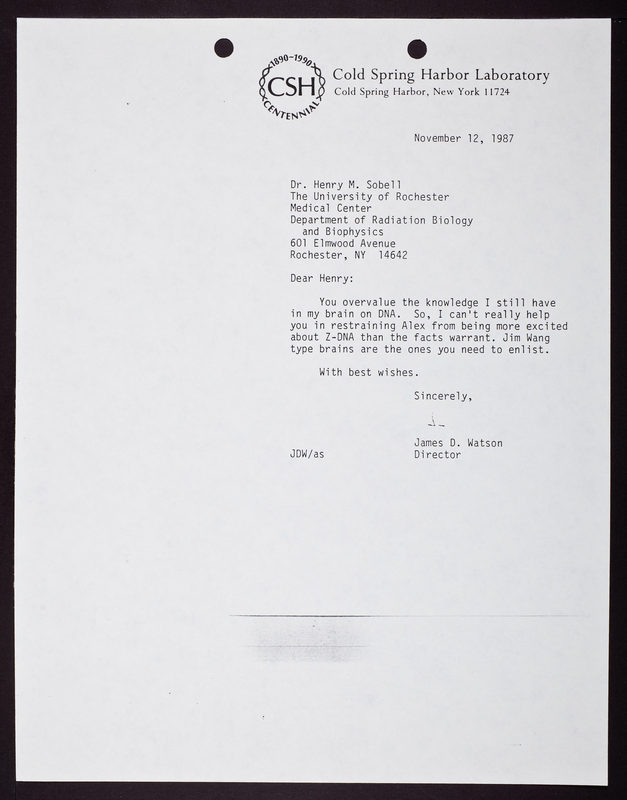 1890-1990
CSH
CENTENNIAL
Cold Spring Harbor Laboratory
Cold Spring Harbor, New York 11724
November 12, 1987
Dr. Henry M. Sobell
The University of Rochester
Medical Center
Department of Radiation Biology
and Biophysics
601 Elmwood Avenue
Rochester, NY 14642
Dear Henry:
You overvalue the knowledge I still have
in my brain on DNA. So, I can't really help
you in restraining Alex from being more excited
about Z-DNA than the facts warrant. Jim Wang
type brains are the ones you need to enlist.
With best wishes.
Sincerely,
James D. Watson
JDW/as
Director